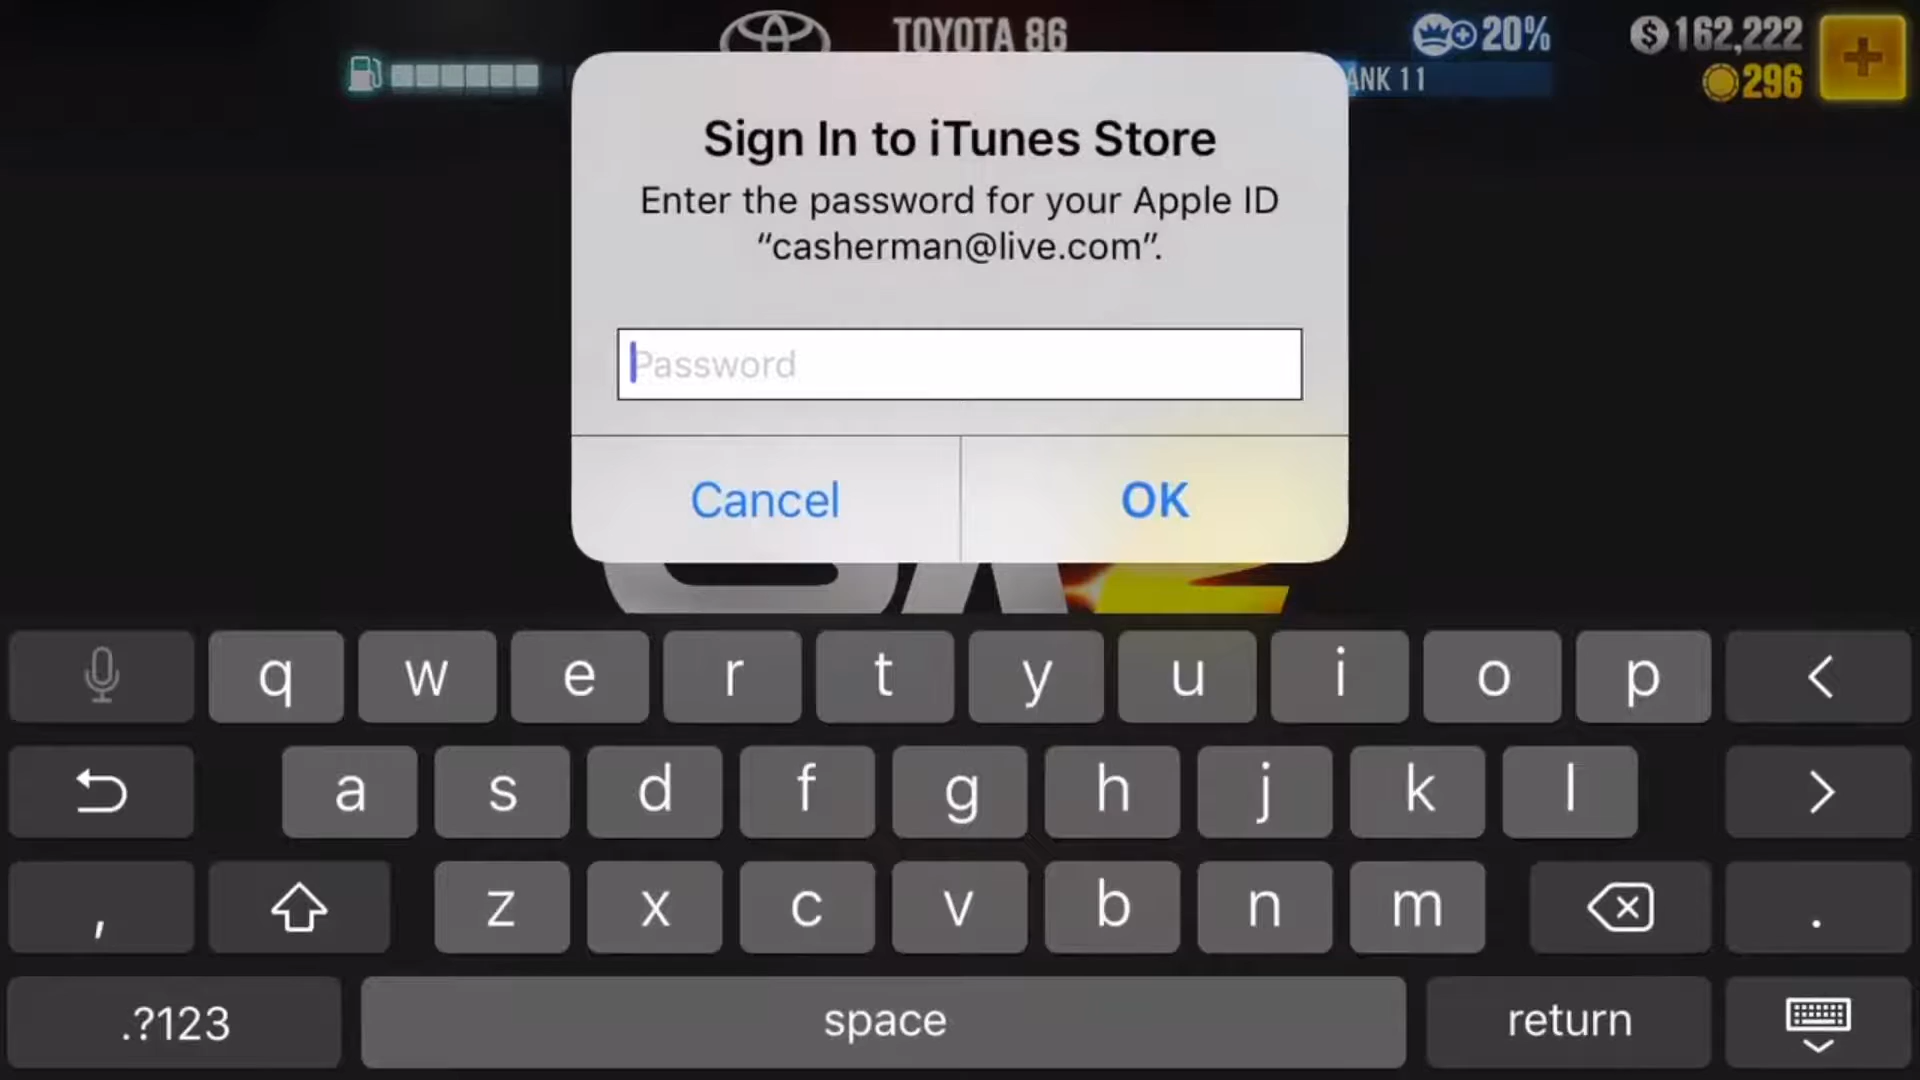 TOYOTA 86
20%
162,222
ANK 11
296
Sign In to iTunes Store
Enter the password for your Apple ID
“casherman@live.com”.
Password
Cancel
OK
q w e r t y u i o p <
a s d f g h j k l >
, z x c v b n m .
.?123 space return